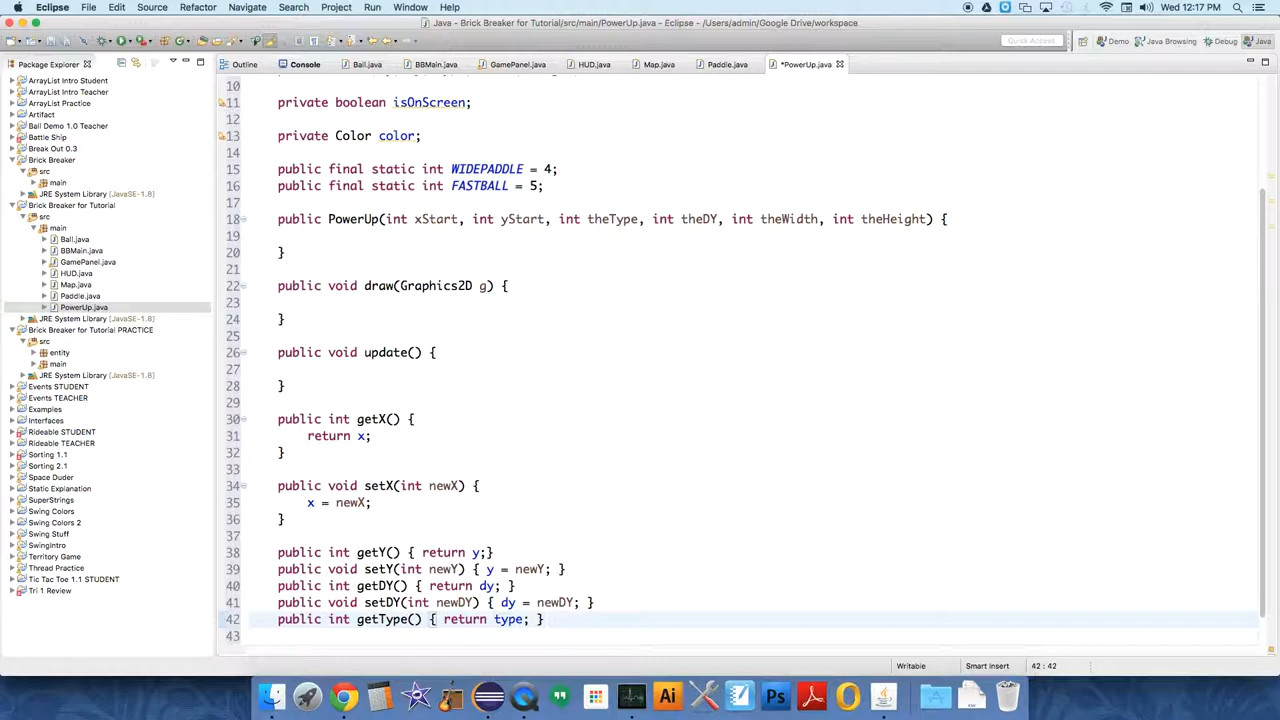 Eclipse File Edit Source Refactor Navigate Search Project Run Window Help Wed 12:17 PM
Java - Brick Breaker for Tutorial/src/main/PowerUp.java - Eclipse - /Users/admin/Google Drive/workspace
Quick Access Demo Java Browsing Debug Java
Package Explorer Outline Console Ball.java BBMain.java GamePanel.java HUD.java Map.java Paddle.java *PowerUp.java
ArrayList Intro Student
ArrayList Intro Teacher
ArrayList Practice
Artifact
Ball Demo 1.0 Teacher
Battle Ship
Break Out 0.3
Brick Breaker
src
main
JRE System Library [JavaSE-1.8]
Brick Breaker for Tutorial
src
main
Ball.java
BBMain.java
GamePanel.java
HUD.java
Map.java
Paddle.java
PowerUp.java
JRE System Library [JavaSE-1.8]
Brick Breaker for Tutorial PRACTICE
src
entity
main
JRE System Library [JavaSE-1.8]
Events STUDENT
Events TEACHER
Examples
Interfaces
Rideable STUDENT
Rideable TEACHER
Sorting 1.1
Sorting 2.1
Space Duder
Static Explanation
SuperStrings
Swing Colors
Swing Colors 2
Swing Stuff
SwingIntro
Territory Game
Thread Practice
Tic Tac Toe 1.1 STUDENT
Tri 1 Review
10
11 private boolean isOnScreen;
12
13 private Color color;
14
15 public final static int WIDEPADDLE = 4;
16 public final static int FASTBALL = 5;
17
18 public PowerUp(int xStart, int yStart, int theType, int theDY, int theWidth, int theHeight) {
19
20 }
21
22 public void draw(Graphics2D g) {
23
24 }
25
26 public void update() {
27
28 }
29
30 public int getX() {
31 return x;
32 }
33
34 public void setX(int newX) {
35 x = newX;
36 }
37
38 public int getY() { return y;}
39 public void setY(int newY) { y = newY; }
40 public int getDY() { return dy; }
41 public void setDY(int newDY) { dy = newDY; }
42 public int getType() { return type; }
43
Writable Smart Insert 42 : 42
Ai Ps